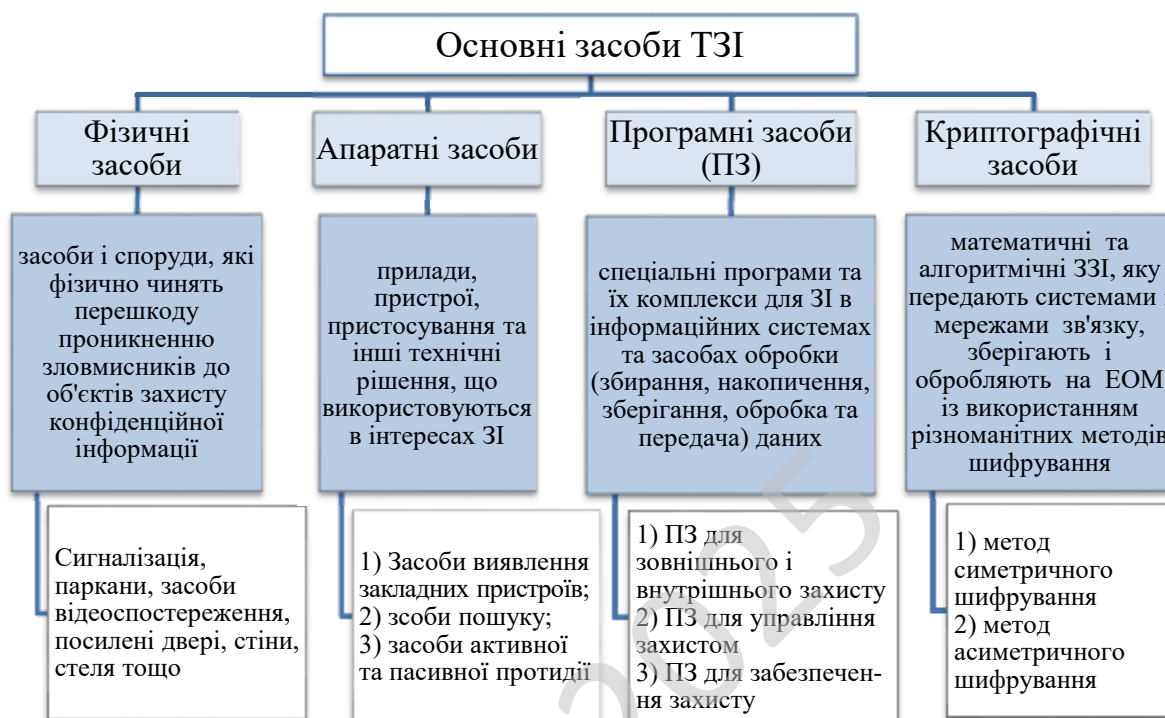 Основні засоби ТЗІ
Фізичні
засоби
Апаратні засоби
Програмні засоби
(ПЗ)
Криптографічні
засоби
засоби і споруди, які
фізично чинять
перешкоду
проникненню
зловмисників до
об'єктів захисту
конфіденційної
інформації
прилади,
пристрої,
пристосування та
інші технічні
рішення, що
використовуються
в інтересах ЗІ
спеціальні програми та
їх комплекси для ЗІ в
інформаційних системах
та засобах обробки
(збирання, накопичення,
зберігання, обробка та
передача) даних
математичні та
алгоритмічні ЗЗІ, яку
передають системами
мережами зв'язку,
зберігають і
обробляють на ЕОМ
із використанням
різноманітних методів
шифрування
Сигналізація,
паркани, засоби
відеоспостереження,
посилені двері, стіни,
стеля тощо
1) Засоби виявлення
закладних пристроїв;
2) зсоби пошуку;
3) засоби активної
та пасивної протидії
1) ПЗ для
зовнішнього і
внутрішнього захисту
2) ПЗ для управління
захистом
3) ПЗ для забезпечен-
ня захисту
1) метод
симетричного
шифрування
2) метод
асиметричного
шифрування
2025